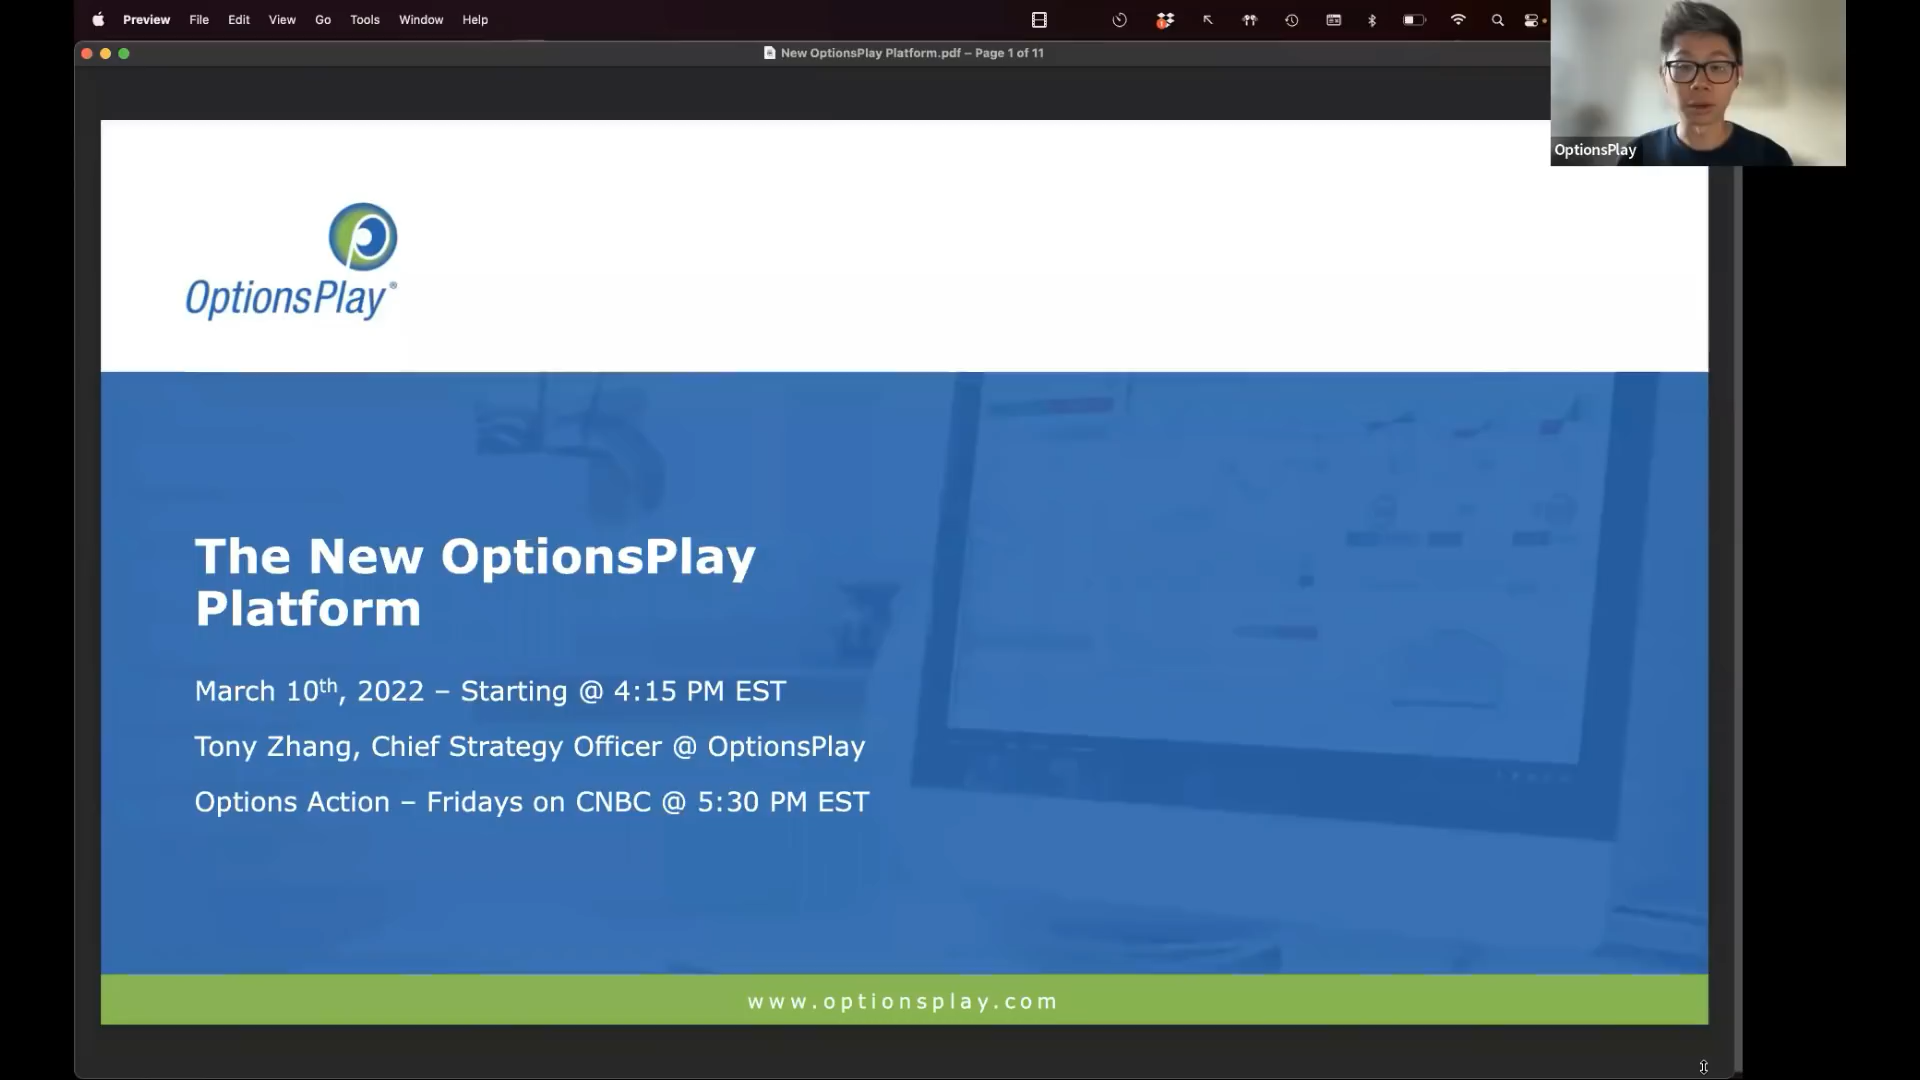 Preview File Edit View Go Tools Window Help
New OptionsPlay Platform.pdf – Page 1 of 11
OptionsPlay
OptionsPlay®
The New OptionsPlay
Platform
March 10th, 2022 – Starting @ 4:15 PM EST
Tony Zhang, Chief Strategy Officer @ OptionsPlay
Options Action – Fridays on CNBC @ 5:30 PM EST
www.optionsplay.com